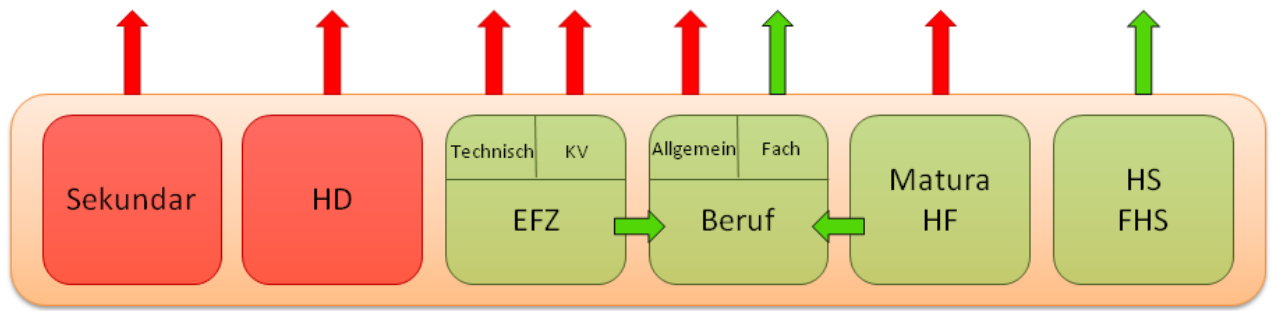 Sekundar
HD
Technisch
KV
EFZ
Allgemein
Fach
Beruf
Matura
HF
HS
FHS